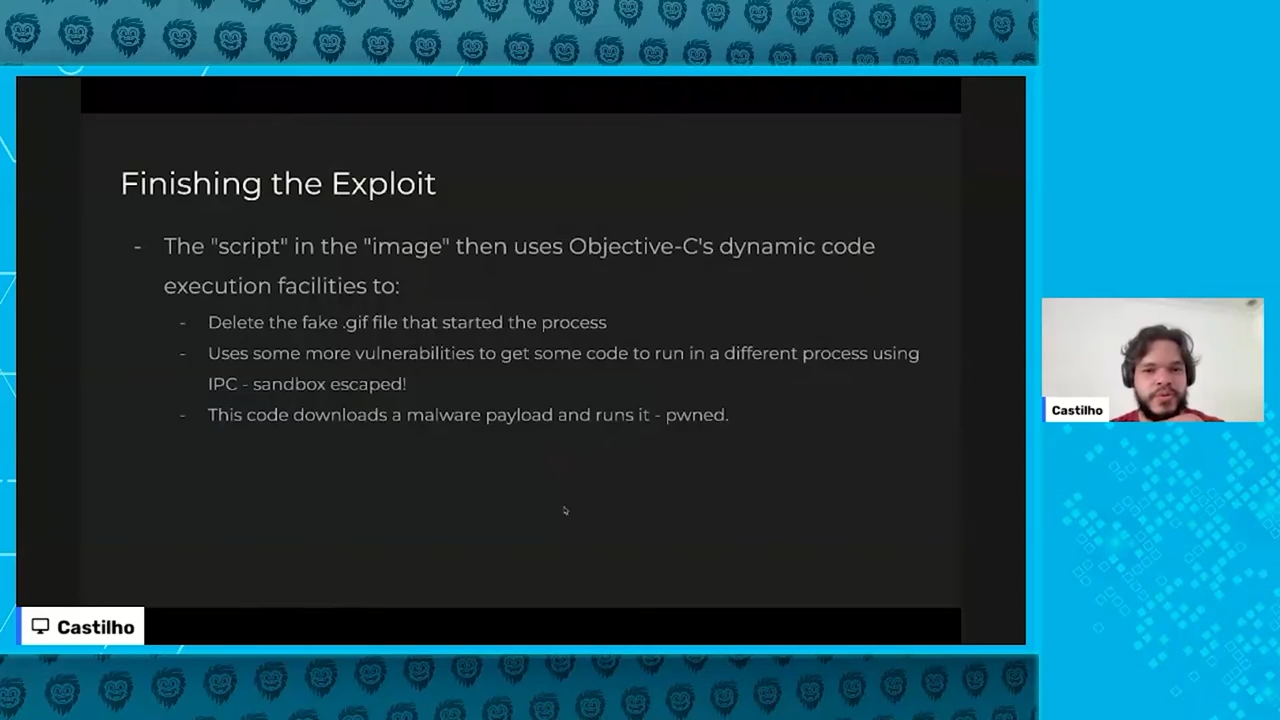 Finishing the Exploit
- The "script" in the "image" then uses Objective-C's dynamic code
execution facilities to:
- Delete the fake .gif file that started the process
- Uses some more vulnerabilities to get some code to run in a different process using
IPC - sandbox escaped!
- This code downloads a malware payload and runs it - pwned.
Castilho
Castilho